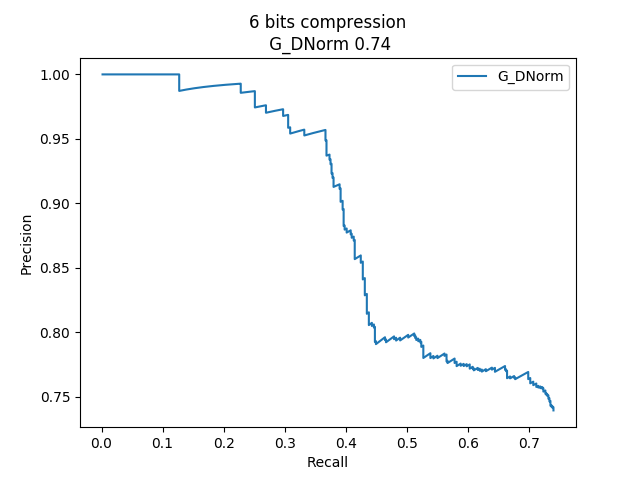 6 bits compression
G_DNorm 0.74
G_DNorm
1.00
0.95
0.90
0.85
0.80
0.75
Precision
0.0 0.1 0.2 0.3 0.4 0.5 0.6 0.7
Recall